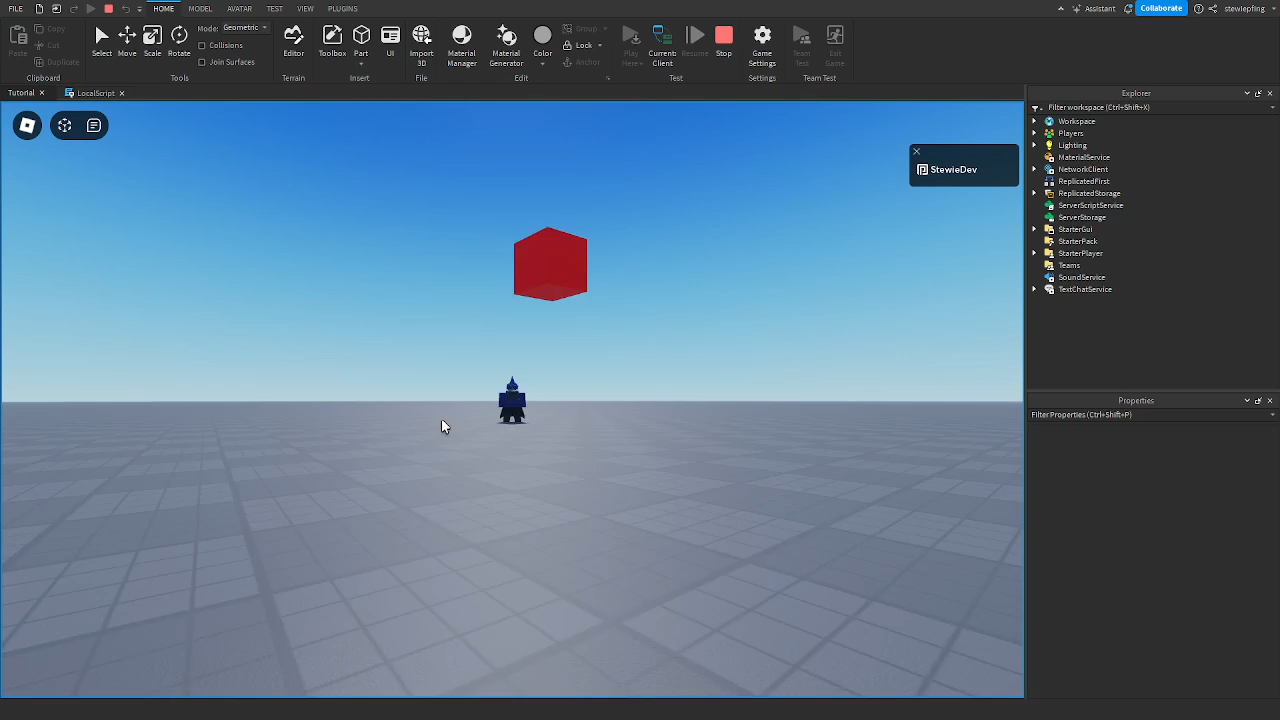 FILE HOME MODEL AVATAR TEST VIEW PLUGINS Assistant Collaborate stewiepfing
Paste Copy Cut Duplicate Select Move Scale Rotate Mode: Geometric Collisions Join Surfaces Editor Toolbox Part UI Import 3D Material Manager Material Generator Color Group Lock Anchor Play Here Current: Client Resume Stop Game Settings Team Test Exit Game
Clipboard Tools Terrain Insert File Edit Test Settings Team Test
Tutorial LocalScript
StewieDev
Explorer
Filter workspace (Ctrl+Shift+X)
Workspace
Players
Lighting
MaterialService
NetworkClient
ReplicatedFirst
ReplicatedStorage
ServerScriptService
ServerStorage
StarterGui
StarterPack
StarterPlayer
Teams
SoundService
TextChatService
Properties
Filter Properties (Ctrl+Shift+P)